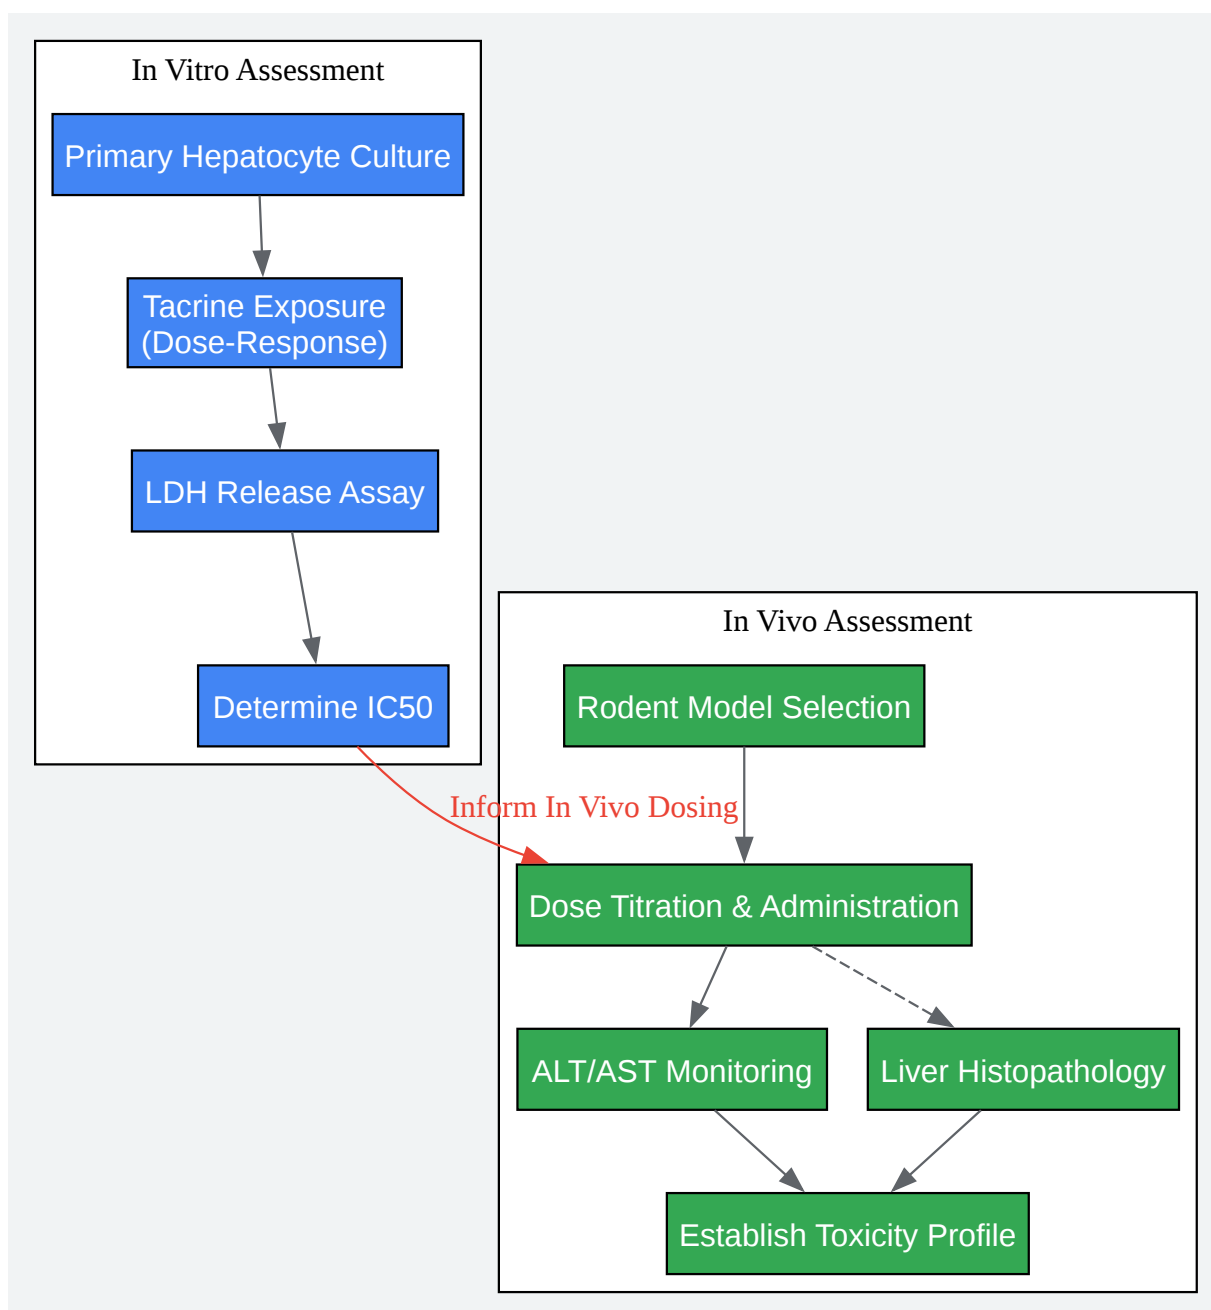 In Vitro Assessment
Primary Hepatocyte Culture
Tacrine Exposure
(Dose-Response)
LDH Release Assay
Determine IC50
In Vivo Assessment
Rodent Model Selection
Inform In Vivo Dosing
Dose Titration & Administration
ALT/AST Monitoring
Liver Histopathology
Establish Toxicity Profile